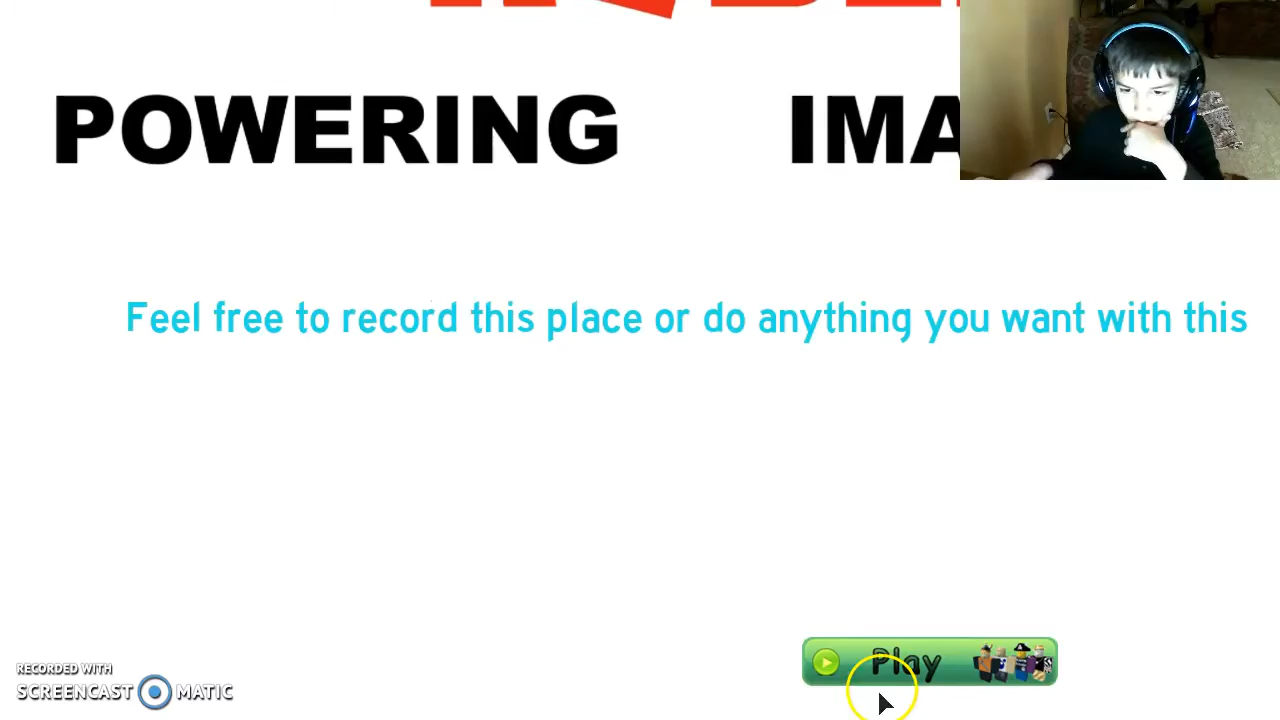 POWERING IMA
Feel free to record this place or do anything you want with this
Play
RECORDED WITH
SCREENCAST MATIC